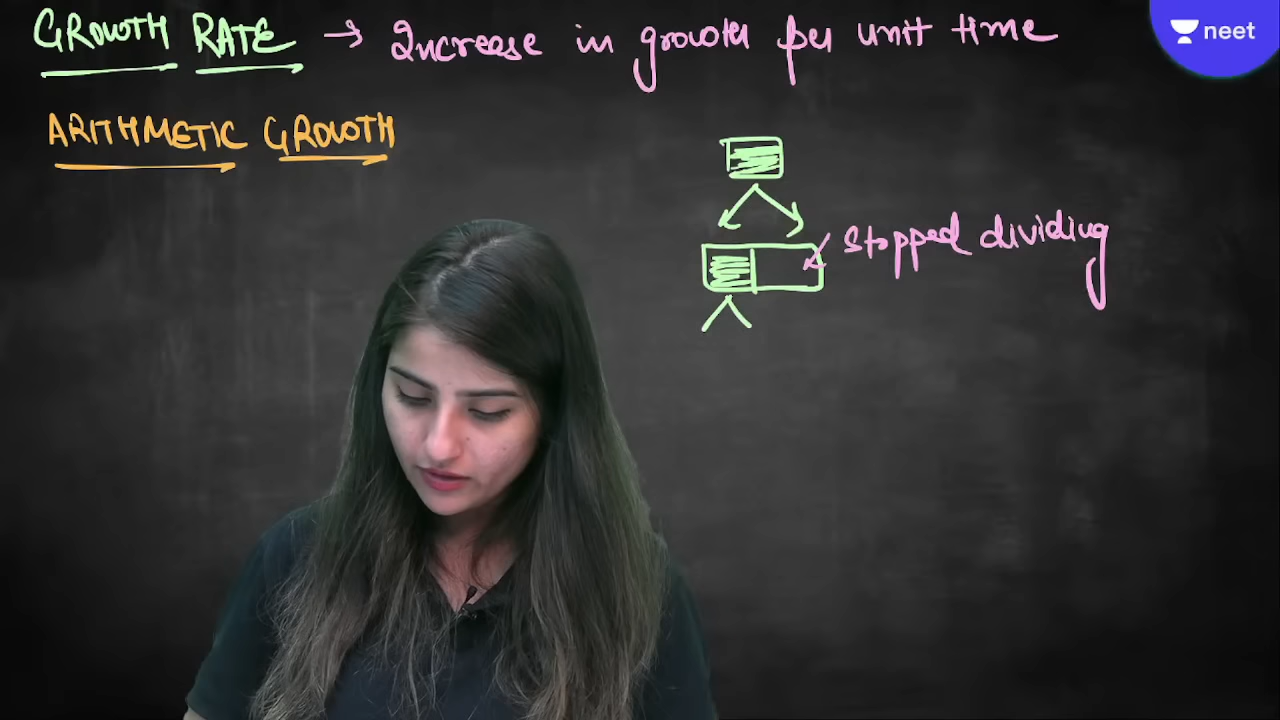 GROWTH RATE → Increase in growth per unit time
neet
ARITHMETIC GROWTH
Stopped dividing